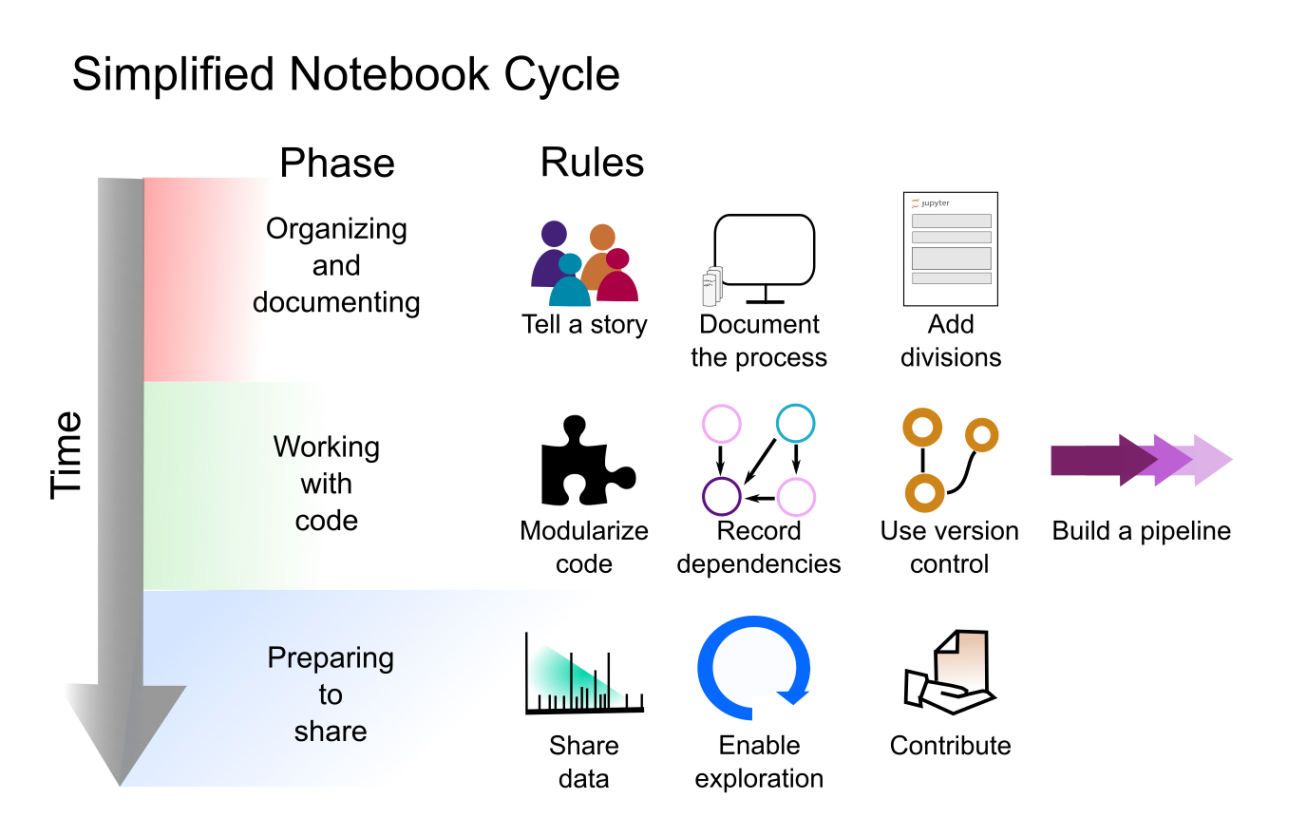 Simplified Notebook Cycle
Phase
Rules
Time
Organizing
and
documenting
Tell a story
Document
the process
jupyter
Add
divisions
Working
with
code
Modularize
code
Record
dependencies
Use version
control
Build a pipeline
Preparing
to
share
Share
data
Enable
exploration
Contribute